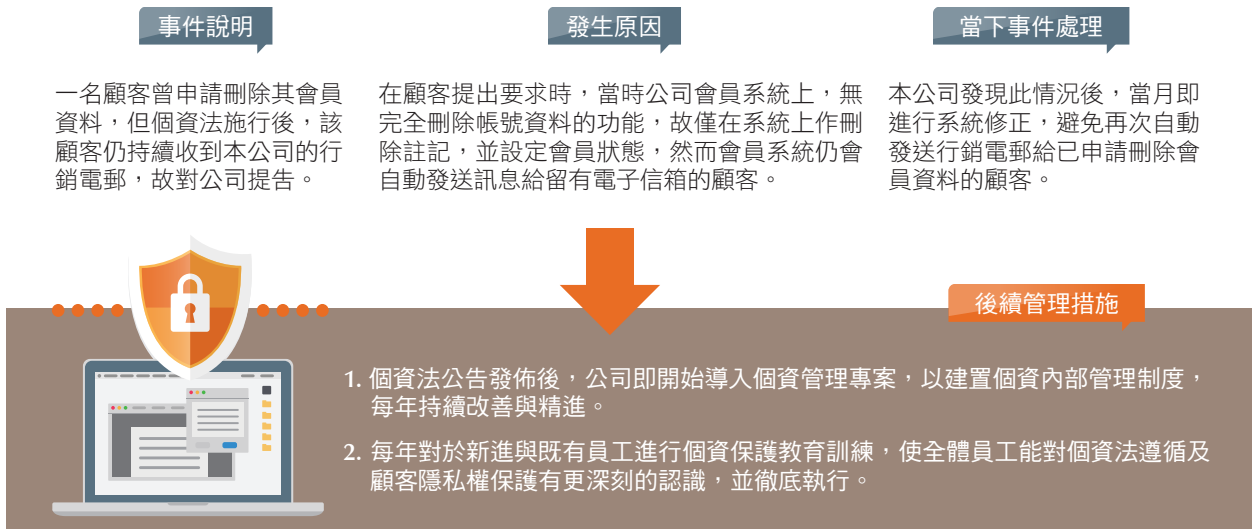 事件說明
一名顧客曾申請刪除其會員
資料，但個資法施行後，該
顧客仍持續收到本公司的行
銷電郵，故對公司提告。
發生原因
在顧客提出要求時，當時公司會員系統上，無
完全刪除帳號資料的功能，故僅在系統上作刪
除註記，並設定會員狀態，然而會員系統仍會
自動發送訊息給留有電子信箱的顧客。
當下事件處理
本公司發現此情況後，當月即
進行系統修正，避免再次自動
發送行銷電郵給已申請刪除會
員資料的顧客。
後續管理措施
1. 個資法公告發佈後，公司即開始導入個資管理專案，以建置個資內部管理制度，
每年持續改善與精進。
2. 每年對於新進與既有員工進行個資保護教育訓練，使全體員工能對個資法遵循及
顧客隱私權保護有更深刻的認識，並徹底執行。